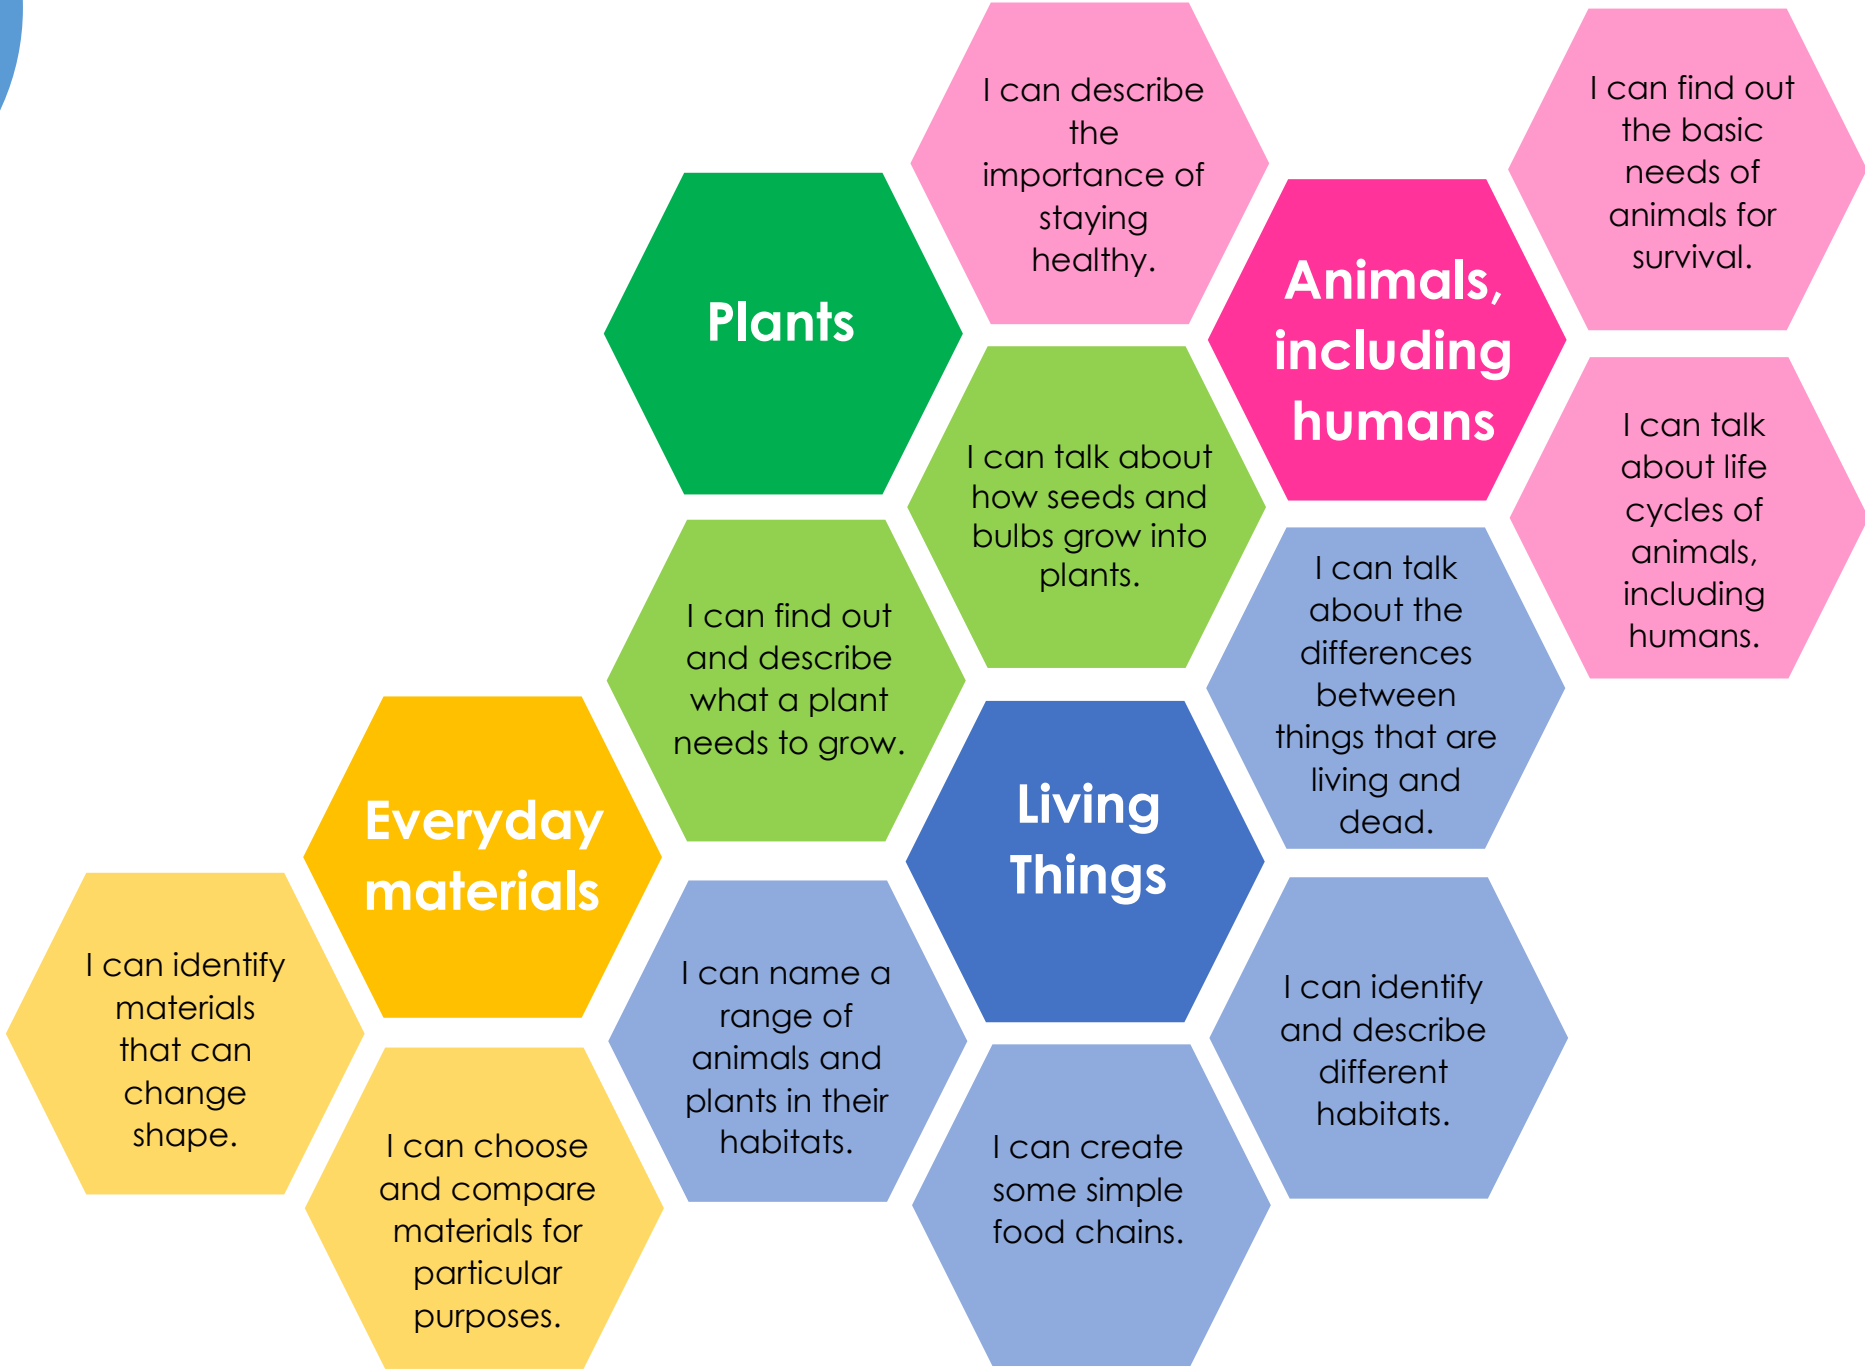 I can describe
the
importance of
staying
healthy.
I can find out
the basic
needs of
animals for
survival.
Plants
Animals,
including
humans
I can talk about
how seeds and
bulbs grow into
plants.
I can talk
about life
cycles of
animals,
including
humans.
I can find out
and describe
what a plant
needs to grow.
I can talk
about the
differences
between
things that are
living and
dead.
Everyday
materials
Living
Things
I can identify
materials
that can
change
shape.
I can name a
range of
animals and
plants in their
habitats.
I can identify
and describe
different
habitats.
I can choose
and compare
materials for
particular
purposes.
I can create
some simple
food chains.